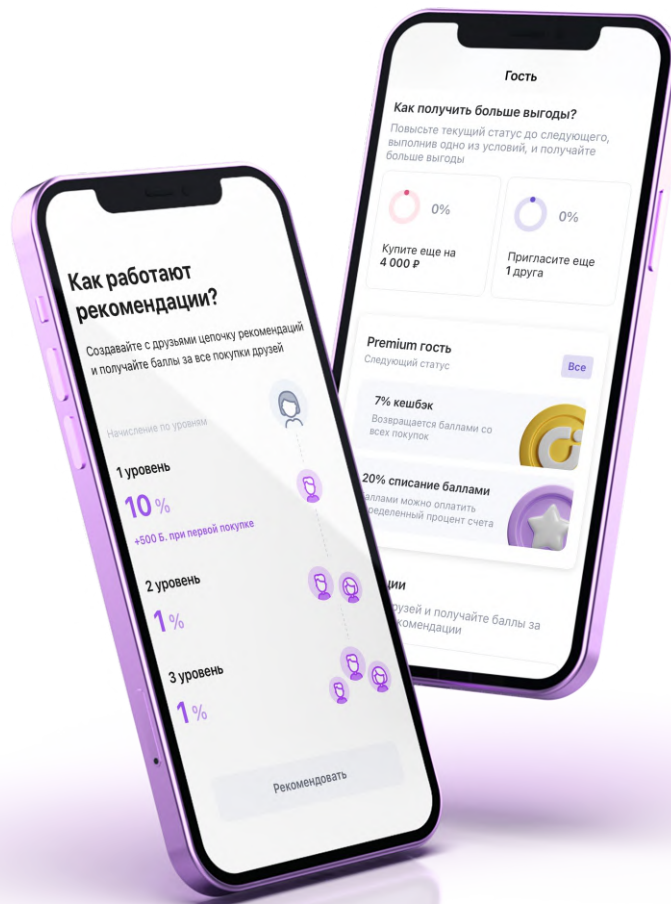 Как работают
рекомендации?
Создавайте с друзьями цепочку рекомендаций
и получайте баллы за все покупки друзей
Начисление по уровням
1 уровень
10 %
+500 Б. при первой покупке
2 уровень
1 %
3 уровень
1 %
Рекомендовать
Гость
Как получить больше выгоды?
Повысьте текущий статус до следующего,
выполнив одно из условий, и получайте
больше выгоды
0%
Купите еще на
4 000 ₽
0%
Пригласите еще
1 друга
Premium гость
Следующий статус
Все
7% кешбэк
Возвращается баллами со
всех покупок
20% списание баллами
аллами можно оплатить
ределенный процент счета
ции
рузей и получайте баллы за
комендации